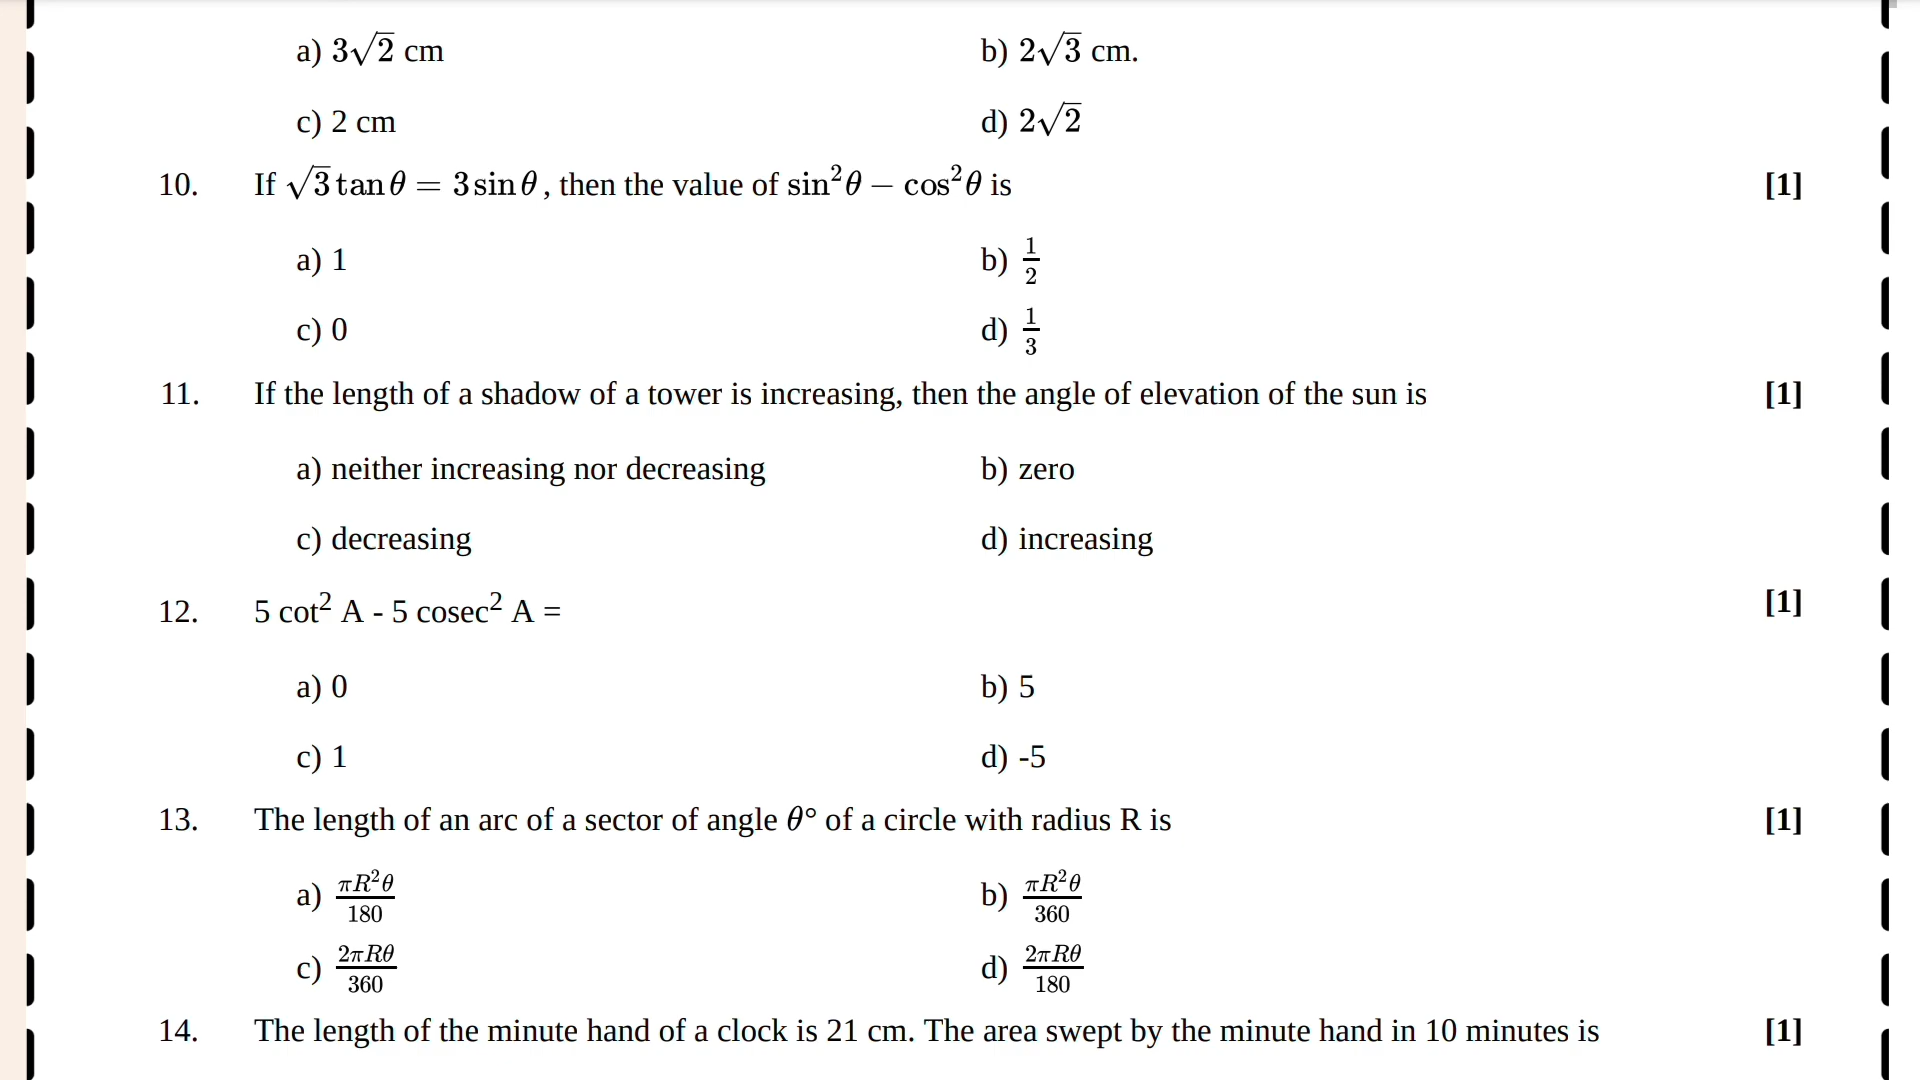 a) 3√2 cm b) 2√3 cm.
c) 2 cm d) 2√2
10. If √3 tan θ = 3 sin θ, then the value of sin²θ − cos²θ is [1]
a) 1 b) 1/2
c) 0 d) 1/3
11. If the length of a shadow of a tower is increasing, then the angle of elevation of the sun is [1]
a) neither increasing nor decreasing b) zero
c) decreasing d) increasing
12. 5 cot² A - 5 cosec² A = [1]
a) 0 b) 5
c) 1 d) -5
13. The length of an arc of a sector of angle θ° of a circle with radius R is [1]
a) πR²θ/180 b) πR²θ/360
c) 2πRθ/360 d) 2πRθ/180
14. The length of the minute hand of a clock is 21 cm. The area swept by the minute hand in 10 minutes is [1]